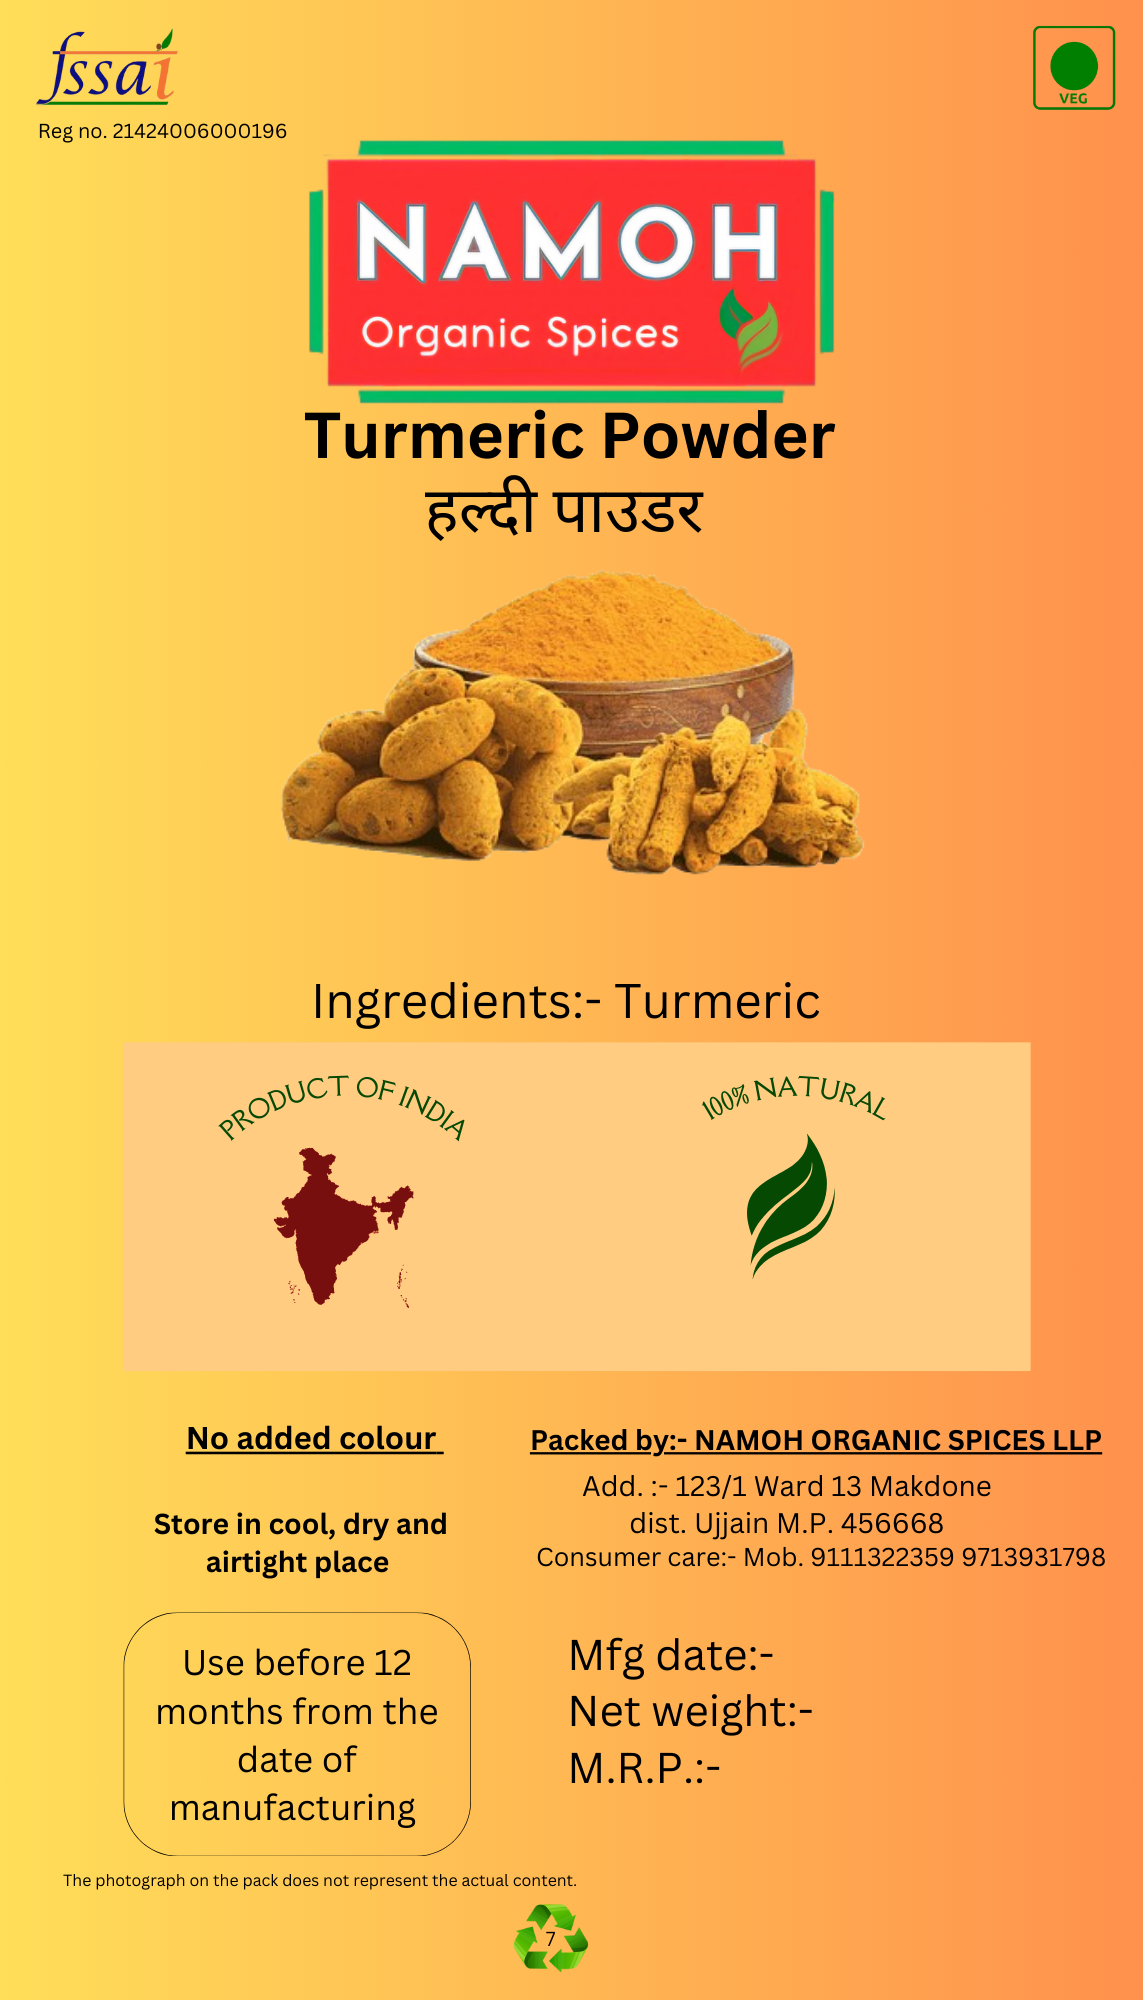 fssai
VEG
Reg no. 21424006000196
NAMOH
Organic Spices
Turmeric Powder
हल्दी पाउडर
Ingredients:- Turmeric
PRODUCT OF INDIA
100% NATURAL
No added colour
Store in cool, dry and
airtight place
Packed by:- NAMOH ORGANIC SPICES LLP
Add. :- 123/1 Ward 13 Makdone
dist. Ujjain M.P. 456668
Consumer care:- Mob. 9111322359 9713931798
Use before 12
months from the
date of
manufacturing
Mfg date:-
Net weight:-
M.R.P.:-
The photograph on the pack does not represent the actual content.
7